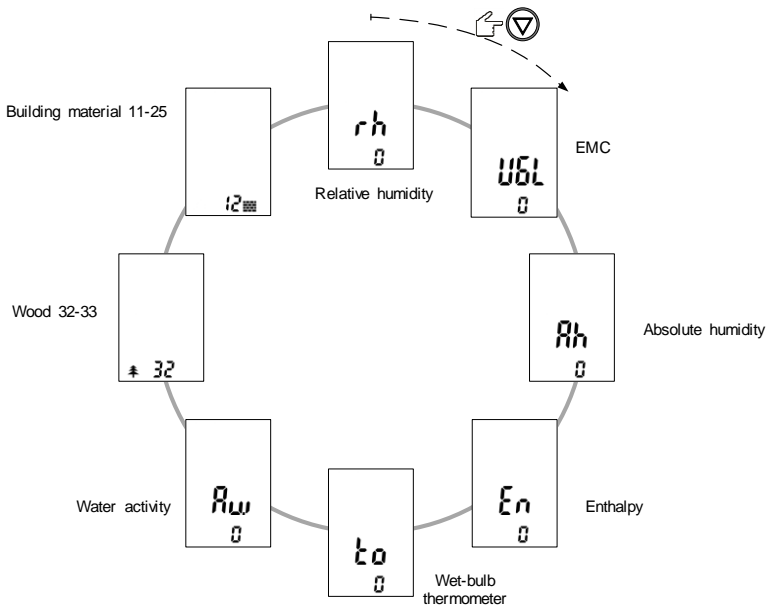 Building material 11-25
12
rh
0
Relative humidity
UGL
0
EMC
Wood 32-33
32
Ah
0
Absolute humidity
Water activity
Aw
0
to
0
Wet-bulb
thermometer
En
0
Enthalpy